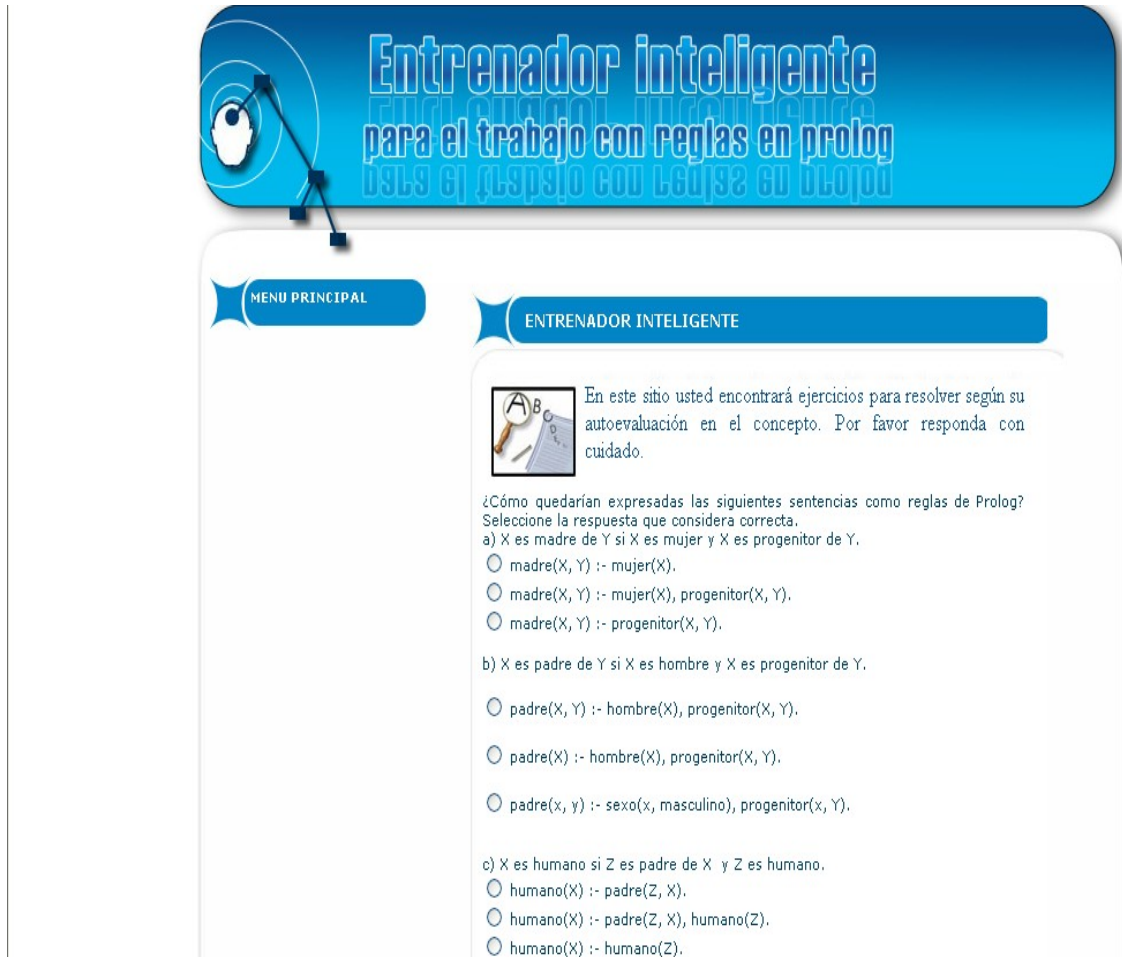 Entrenador inteligente
para el trabajo con reglas en prolog
MENU PRINCIPAL
ENTRENADOR INTELIGENTE
En este sitio usted encontrará ejercicios para resolver según su
autoevaluación en el concepto. Por favor responda con
cuidado.
¿Cómo quedarían expresadas las siguientes sentencias como reglas de Prolog?
Seleccione la respuesta que considera correcta.
a) X es madre de Y si X es mujer y X es progenitor de Y.
madre(X, Y) :- mujer(X).
madre(X, Y) :- mujer(X), progenitor(X, Y).
madre(X, Y) :- progenitor(X, Y).
b) X es padre de Y si X es hombre y X es progenitor de Y.
padre(X, Y) :- hombre(X), progenitor(X, Y).
padre(X) :- hombre(X), progenitor(X, Y).
padre(x, y) :- sexo(x, masculino), progenitor(x, Y).
c) X es humano si Z es padre de X y Z es humano.
humano(X) :- padre(Z, X).
humano(X) :- padre(Z, X), humano(Z).
humano(X) :- humano(Z).